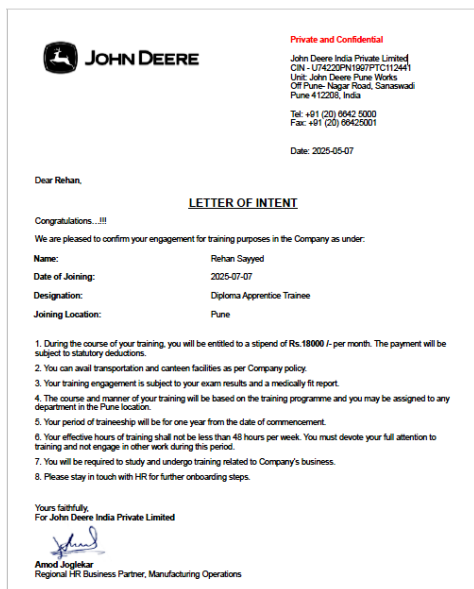 JOHN DEERE
Private and Confidential
John Deere India Private Limited
CIN - U74220PN1997PTC112441
Unit: John Deere Pune Works
Off Pune- Nagar Road, Sanaswadi
Pune 412208, India
Tel: +91 (20) 6642 5000
Fax: +91 (20) 66425001
Date: 2025-05-07
Dear Rehan,
LETTER OF INTENT
Congratulations...!!!
We are pleased to confirm your engagement for training purposes in the Company as under:
Name: Rehan Sayyed
Date of Joining: 2025-07-07
Designation: Diploma Apprentice Trainee
Joining Location: Pune
1. During the course of your training, you will be entitled to a stipend of Rs.18000 /- per month. The payment will be
subject to statutory deductions.
2. You can avail transportation and canteen facilities as per Company policy.
3. Your training engagement is subject to your exam results and a medically fit report.
4. The course and manner of your training will be based on the training programme and you may be assigned to any
department in the Pune location.
5. Your period of traineeship will be for one year from the date of commencement.
6. Your effective hours of training shall not be less than 48 hours per week. You must devote your full attention to
training and not engage in other work during this period.
7. You will be required to study and undergo training related to Company's business.
8. Please stay in touch with HR for further onboarding steps.
Yours faithfully,
For John Deere India Private Limited
Amod Joglekar
Regional HR Business Partner, Manufacturing Operations